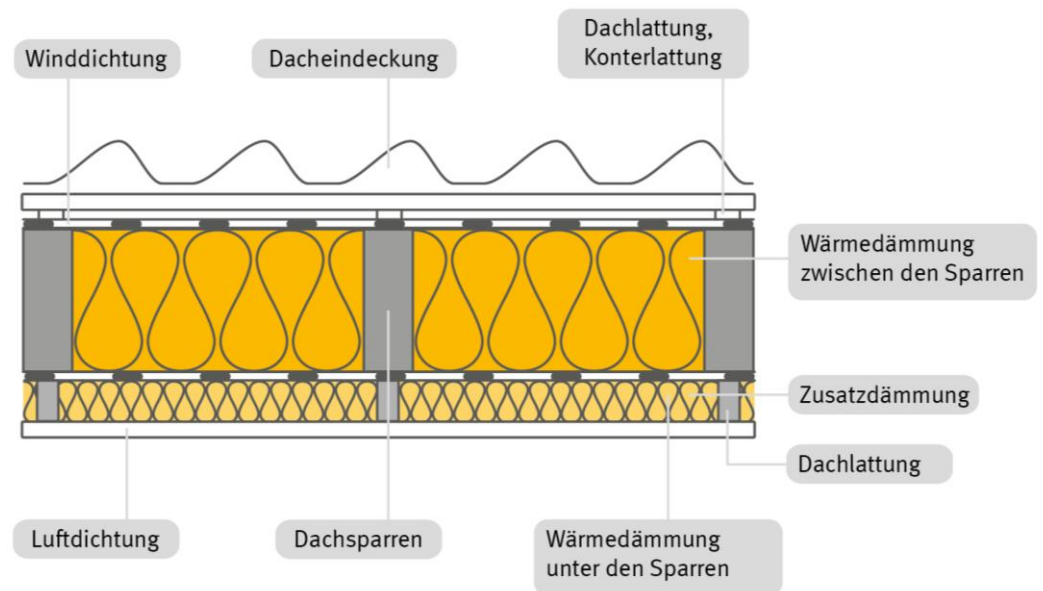 Dachlattung,
Konterlattung
Winddichtung
Dacheindeckung
Wärmedämmung
zwischen den Sparren
Zusatzdämmung
Dachlattung
Luftdichtung
Dachsparren
Wärmedämmung
unter den Sparren